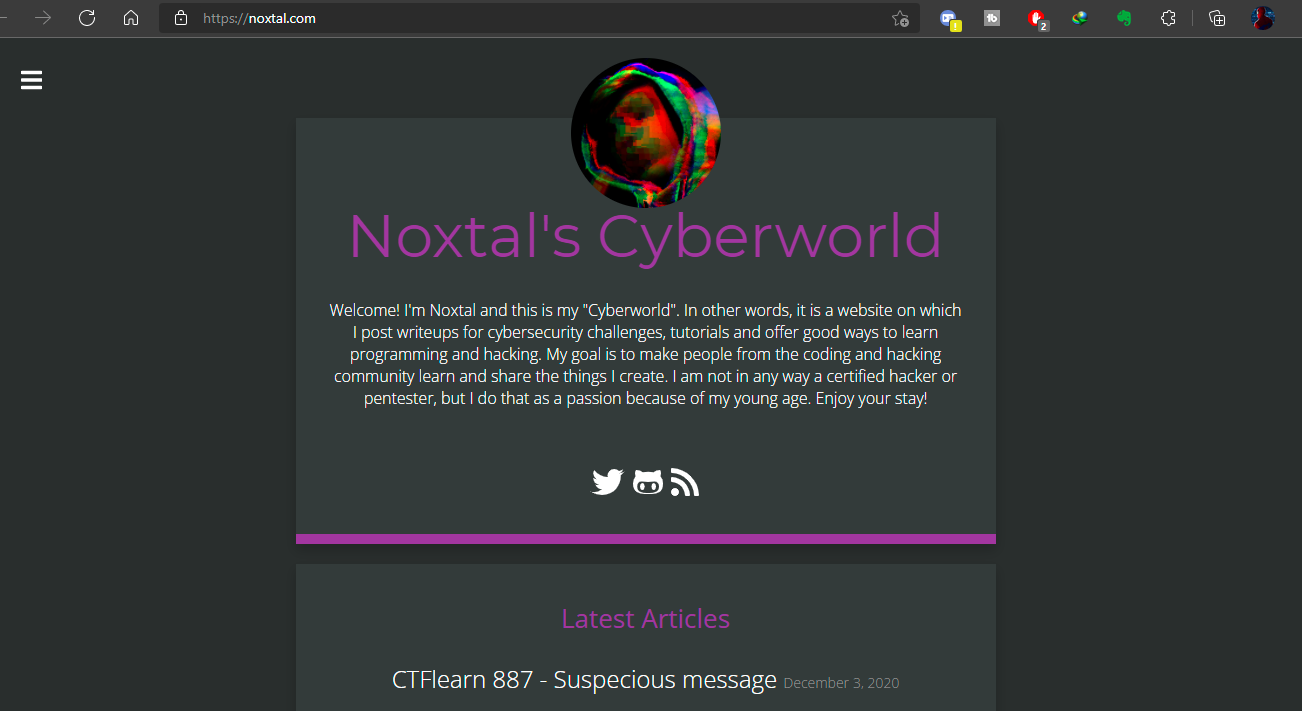 https://noxtal.com
2
Noxtal's Cyberworld
Welcome! I'm Noxtal and this is my "Cyberworld". In other words, it is a website on which
I post writeups for cybersecurity challenges, tutorials and offer good ways to learn
programming and hacking. My goal is to make people from the coding and hacking
community learn and share the things I create. I am not in any way a certified hacker or
pentester, but I do that as a passion because of my young age. Enjoy your stay!
Latest Articles
CTFlearn 887 - Suspecious message December 3, 2020